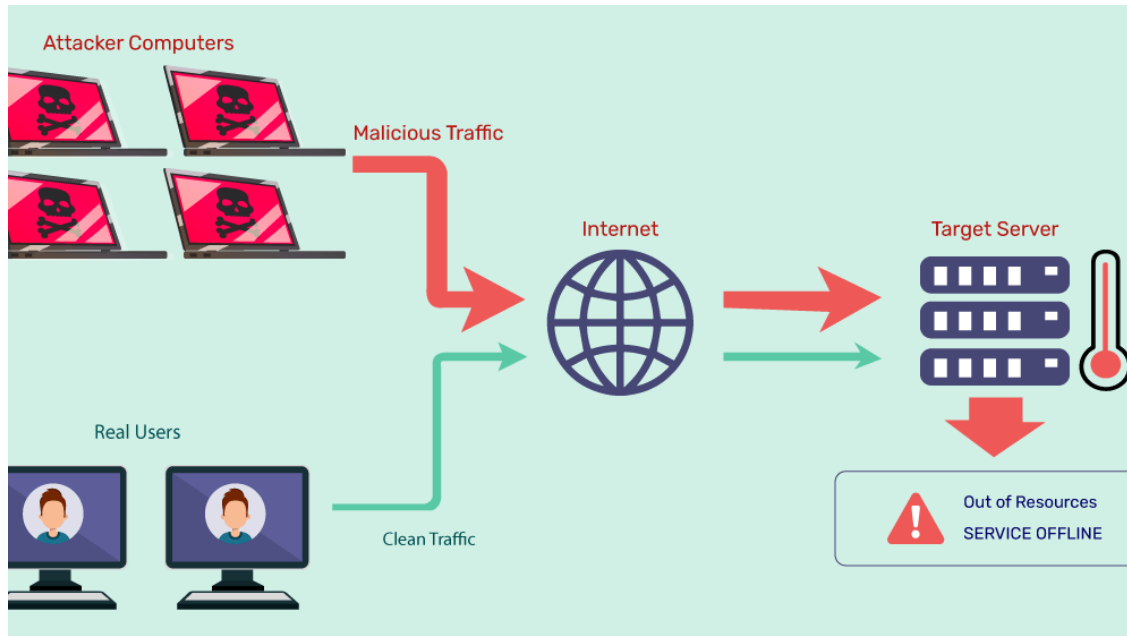 Attacker Computers
Malicious Traffic
Internet
Target Server
Real Users
Clean Traffic
Out of Resources
SERVICE OFFLINE